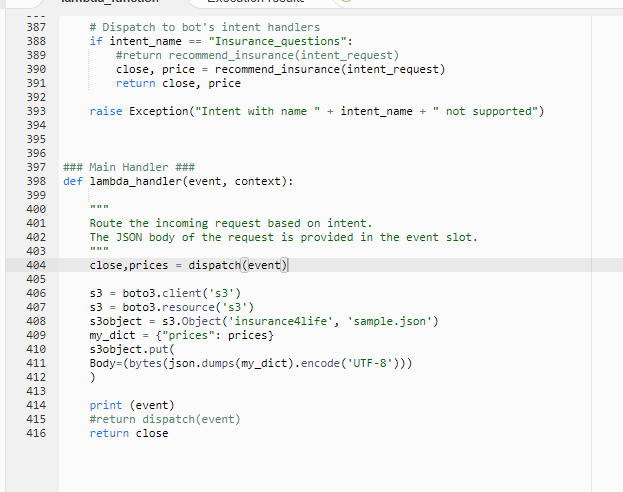 lambda_function
Execution results
387 # Dispatch to bot's intent handlers
388 if intent_name == "Insurance_questions":
389 #return recommend_insurance(intent_request)
390 close, price = recommend_insurance(intent_request)
391 return close, price
392
393 raise Exception("Intent with name " + intent_name + " not supported")
394
395
396
397 ### Main Handler ###
398 def lambda_handler(event, context):
399
400 """
401 Route the incoming request based on intent.
402 The JSON body of the request is provided in the event slot.
403 """
404 close,prices = dispatch(event)
405
406 s3 = boto3.client('s3')
407 s3 = boto3.resource('s3')
408 s3object = s3.Object('insurance4life', 'sample.json')
409 my_dict = {"prices": prices}
410 s3object.put(
411 Body=(bytes(json.dumps(my_dict).encode('UTF-8')))
412 )
413
414 print (event)
415 #return dispatch(event)
416 return close